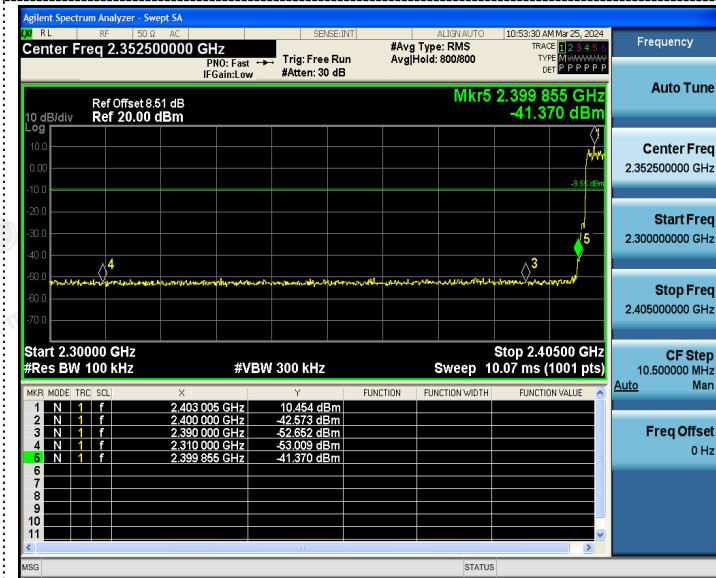 Agilent Spectrum Analyzer - Swept SA
LXI RL RF 50 Ω AC SENSE:INT ALIGN AUTO 10:53:30 AM Mar 25, 2024
Center Freq 2.352500000 GHz
PNO: Fast
IFGain:Low
Trig: Free Run
#Atten: 30 dB
#Avg Type: RMS
Avg|Hold: 800/800
TRACE 1 2 3 4 5 6
TYPE M
DET P P P P P P
Ref Offset 8.51 dB
10 dB/div Ref 20.00 dBm
Log
Mkr5 2.399 855 GHz
-41.370 dBm
10.0
0.00
-10.0
-20.0
-30.0
-40.0
-50.0
-60.0
-70.0
-9.55 dBm
1
5
4
3
Start 2.30000 GHz Stop 2.40500 GHz
#Res BW 100 kHz #VBW 300 kHz Sweep 10.07 ms (1001 pts)
MKR MODE TRC SCL X Y FUNCTION FUNCTION WIDTH FUNCTION VALUE
1 N 1 f 2.403 005 GHz 10.454 dBm
2 N 1 f 2.400 000 GHz -42.573 dBm
3 N 1 f 2.390 000 GHz -52.652 dBm
4 N 1 f 2.310 000 GHz -53.009 dBm
5 N 1 f 2.399 855 GHz -41.370 dBm
6
7
8
9
10
11
MSG STATUS
Frequency
Auto Tune
Center Freq
2.352500000 GHz
Start Freq
2.300000000 GHz
Stop Freq
2.405000000 GHz
CF Step
10.500000 MHz
Auto Man
Freq Offset
0 Hz